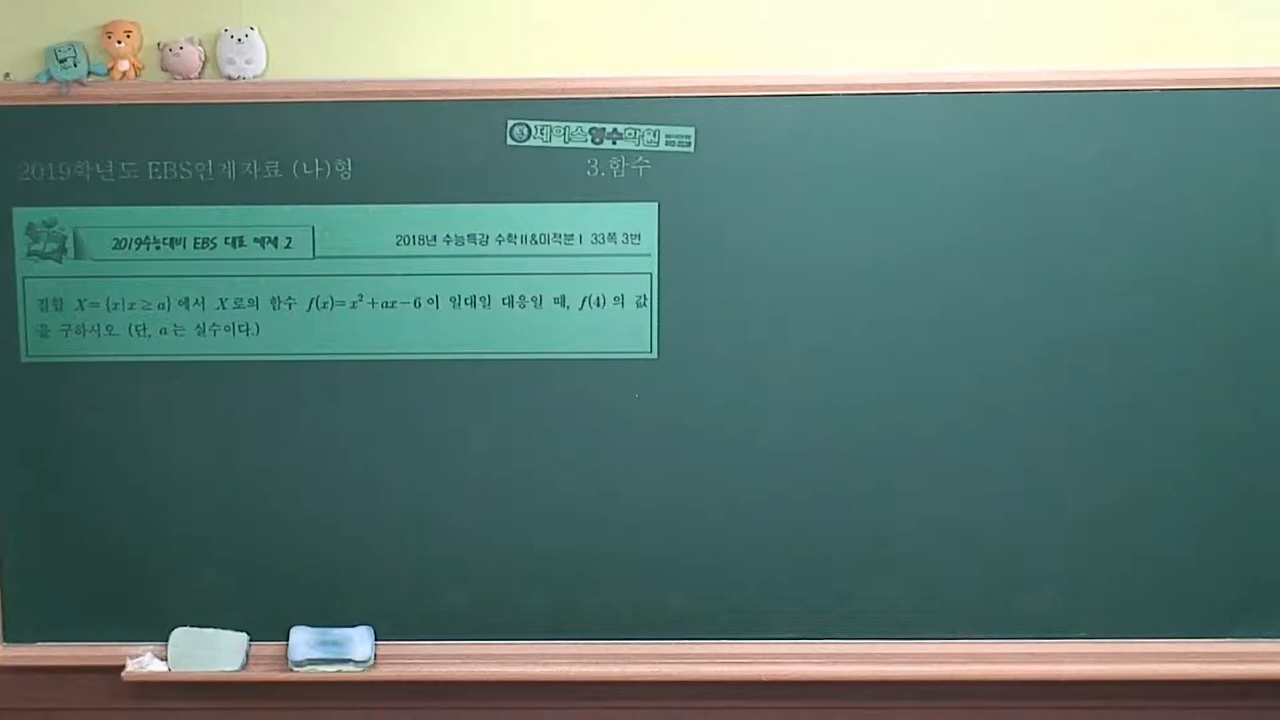 제이스영수학원
2019학년도 EBS연계자료 (나)형 3.함수
2019수능대비 EBS 대표 예제 2 2018년 수능특강 수학Ⅱ&미적분Ⅰ 33쪽 3번
집합 X={x|x≥a} 에서 X로의 함수 f(x)=x²+ax-6이 일대일 대응일 때, f(4) 의 값
을 구하시오. (단, a는 실수이다.)